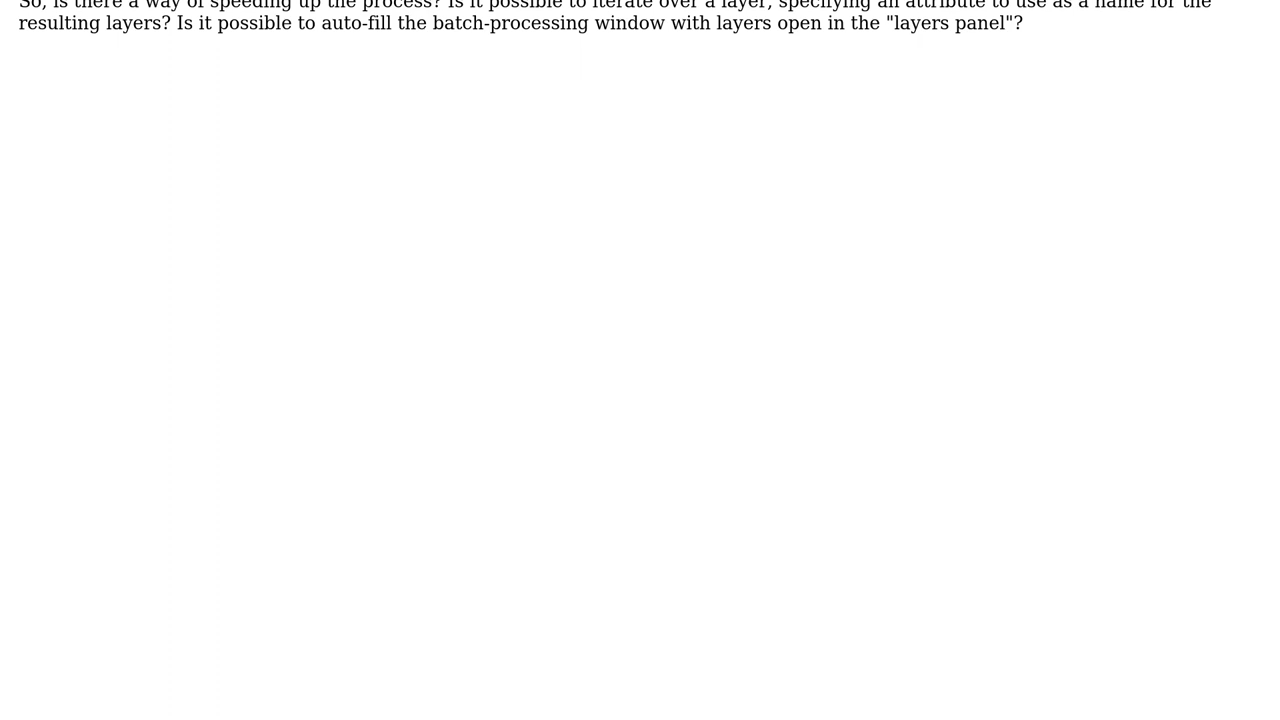 So, is there a way of speeding up the process? Is it possible to iterate over a layer, specifying an attribute to use as a name for the
resulting layers? Is it possible to auto-fill the batch-processing window with layers open in the "layers panel"?